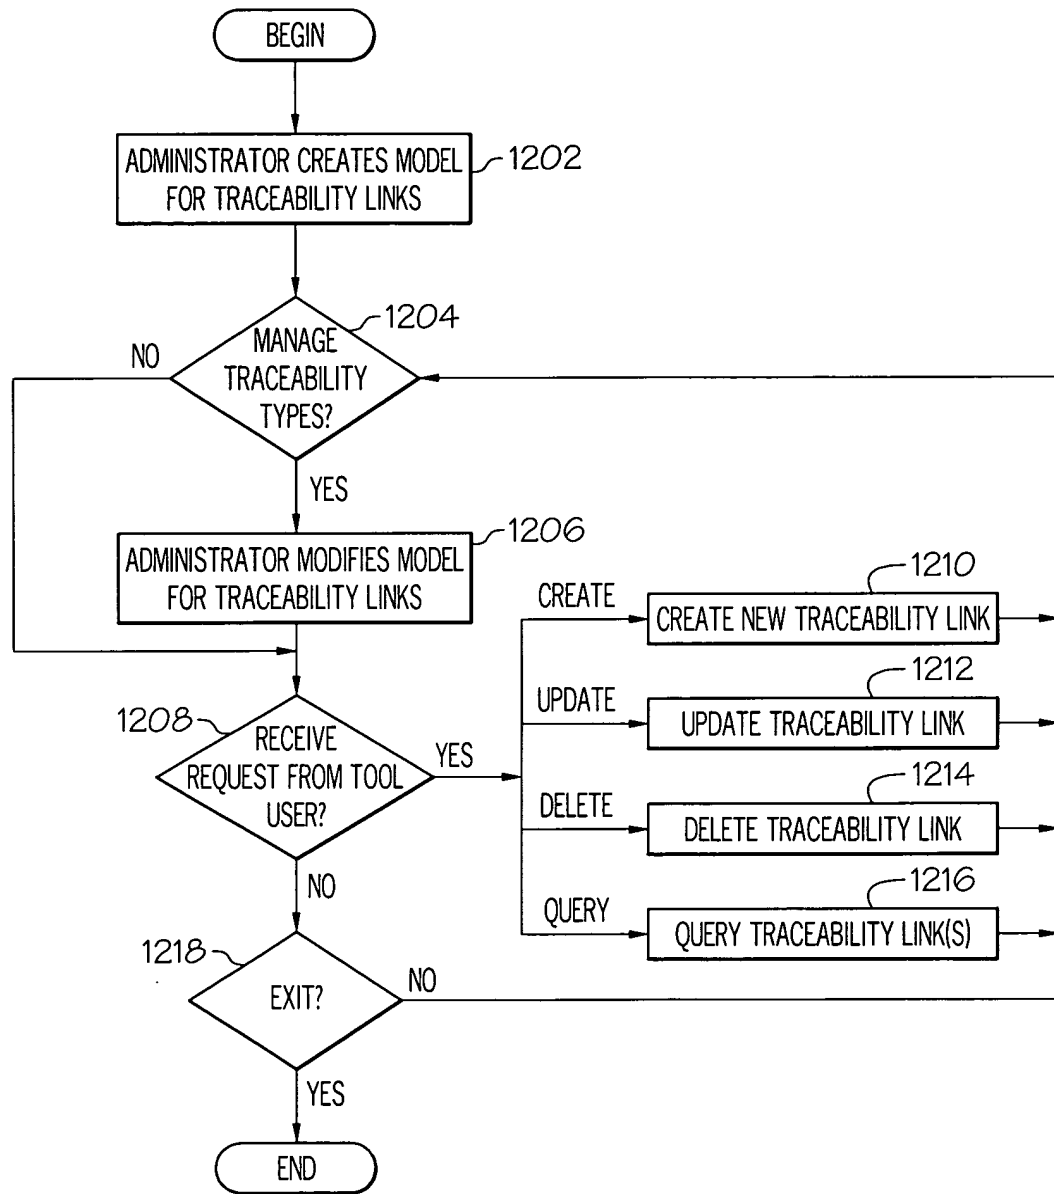 BEGIN
ADMINISTRATOR CREATES MODEL
FOR TRACEABILITY LINKS
1202
MANAGE
TRACEABILITY
TYPES?
1204
NO
YES
ADMINISTRATOR MODIFIES MODEL
FOR TRACEABILITY LINKS
1206
RECEIVE
REQUEST FROM TOOL
USER?
1208
YES
CREATE
CREATE NEW TRACEABILITY LINK
1210
UPDATE
UPDATE TRACEABILITY LINK
1212
DELETE
DELETE TRACEABILITY LINK
1214
QUERY
QUERY TRACEABILITY LINK(S)
1216
NO
EXIT?
1218
NO
YES
END